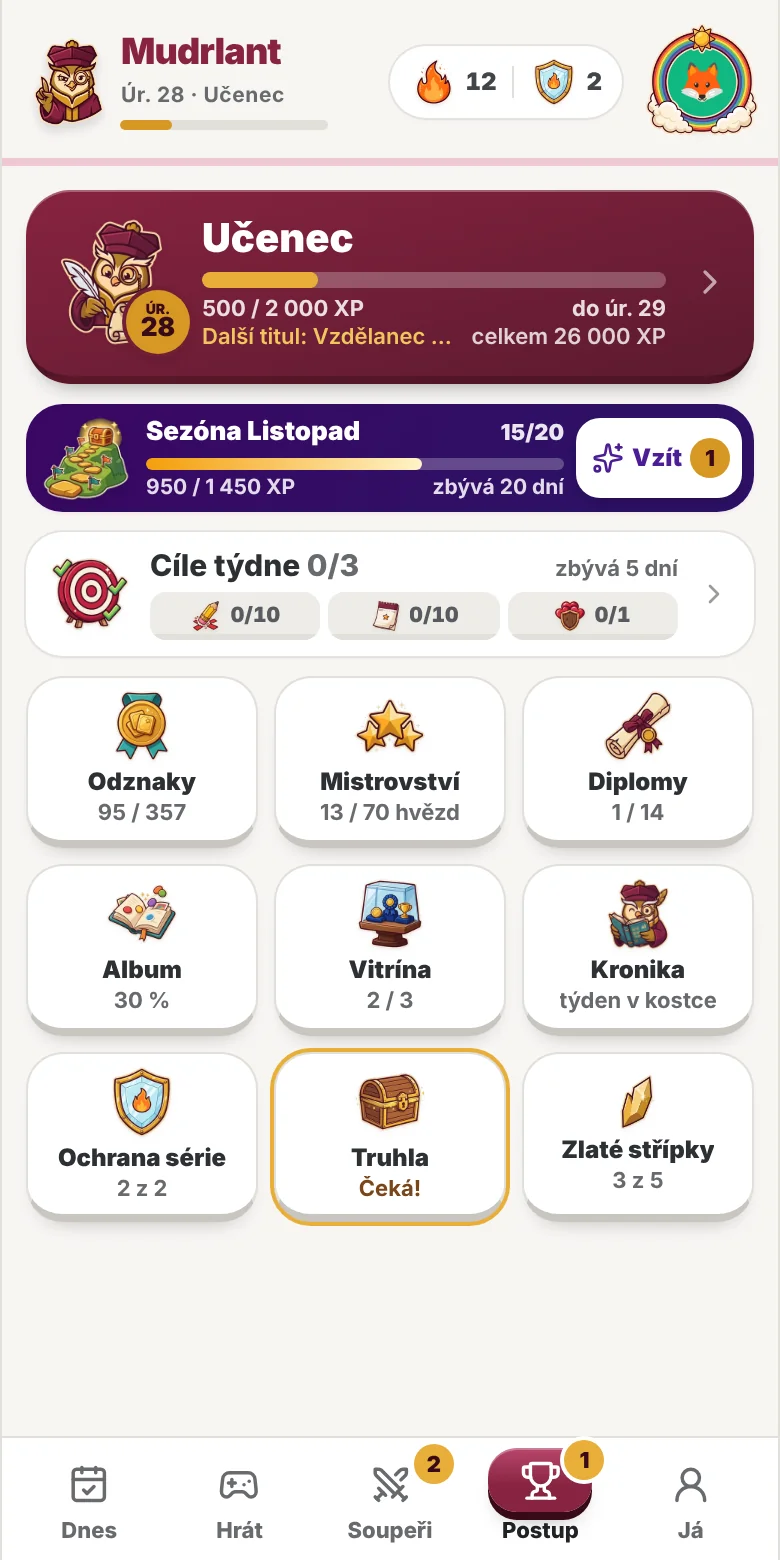 Mudrlant
Úr. 28 · Učenec
12
2
Učenec
ÚR.
28
500 / 2 000 XP
do úr. 29
Další titul: Vzdělanec ...
celkem 26 000 XP
Sezóna Listopad
15/20
950 / 1 450 XP
zbývá 20 dní
Vzít
1
Cíle týdne 0/3
zbývá 5 dní
0/10
0/10
0/1
Odznaky
95 / 357
Mistrovství
13 / 70 hvězd
Diplomy
1 / 14
Album
30 %
Vitrína
2 / 3
Kronika
týden v kostce
Ochrana série
2 z 2
Truhla
Čeká!
Zlaté střípky
3 z 5
Dnes
Hrát
2
Soupeři
1
Postup
Já